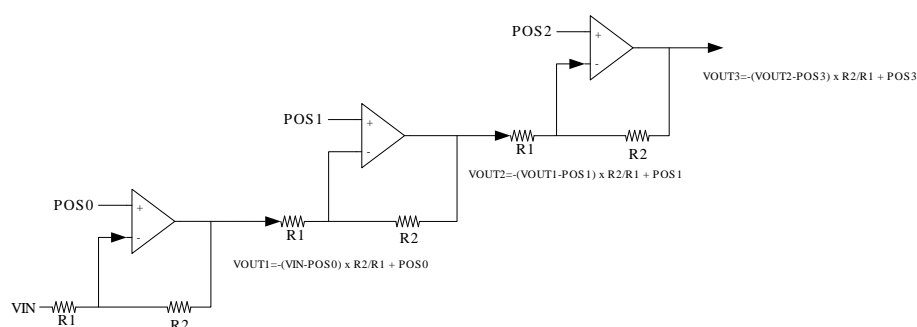 POS2
+
-
VOUT3=-(VOUT2-POS3) x R2/R1 + POS3
POS1
+
-
R1
R2
VOUT2=-(VOUT1-POS1) x R2/R1 + POS1
POS0
+
-
R1
R2
VOUT1=-(VIN-POS0) x R2/R1 + POS0
VIN
R1
R2